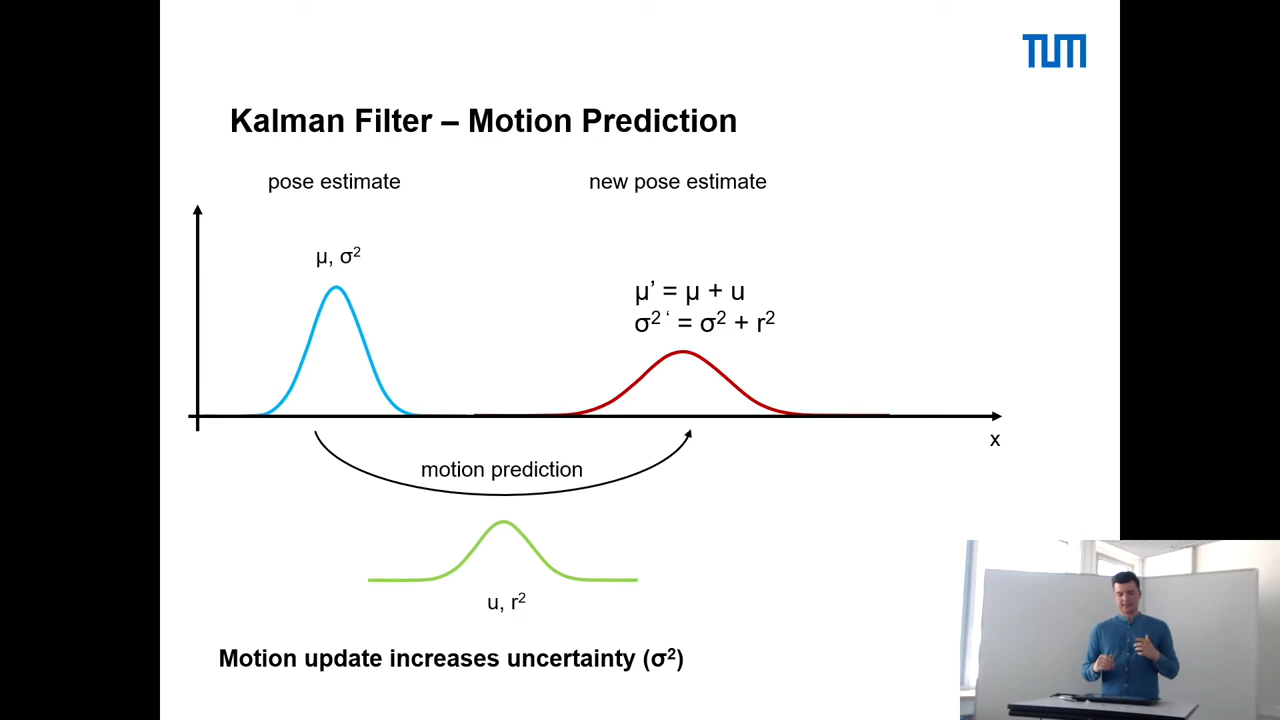 TUM
Kalman Filter – Motion Prediction
pose estimate
new pose estimate
μ, σ²
μ’ = μ + u
σ² ‘ = σ² + r²
x
motion prediction
u, r²
Motion update increases uncertainty (σ²)